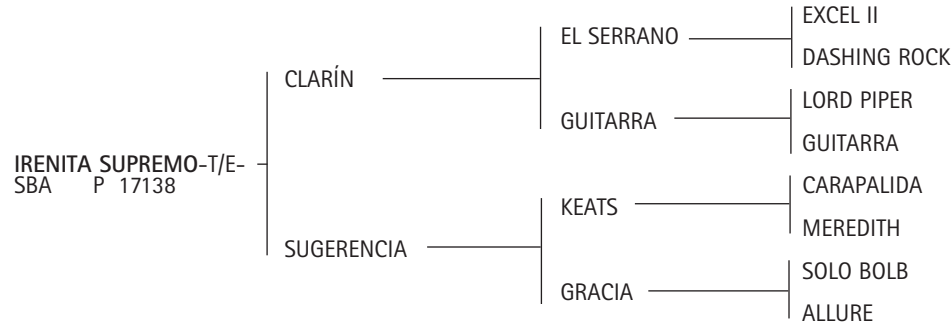 EXCEL II
EL SERRANO
DASHING ROCK
CLARÍN
LORD PIPER
GUITARRA
GUITARRA
IRENITA SUPREMO-T/E-
SBA P 17138
CARAPALIDA
KEATS
MEREDITH
SUGERENCIA
SOLO BOLB
GRACIA
ALLURE